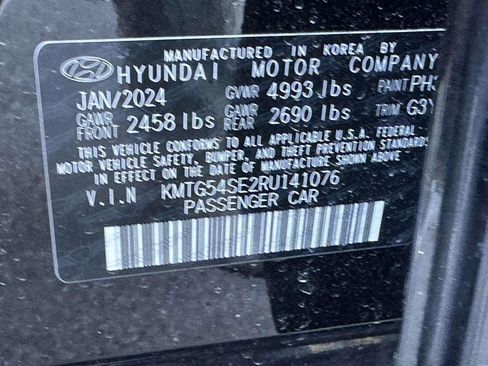 MANUFACTURED IN KOREA BY
HYUNDAI MOTOR COMPANY
JAN/2024 GVWR 4993 lbs PAINT
GAWR FRONT 2458 lbs GAWR REAR 2690 lbs TRIM
THIS VEHICLE CONFORMS TO ALL APPLICABLE U.S.A. FEDERAL
MOTOR VEHICLE SAFETY, BUMPER, AND THEFT PREVENTION
STANDARDS IN EFFECT ON THE DATE OF MANUFACTURE
SHOWN ABOVE.
V.I.N KMTG54SE2RU141076
PASSENGER CAR